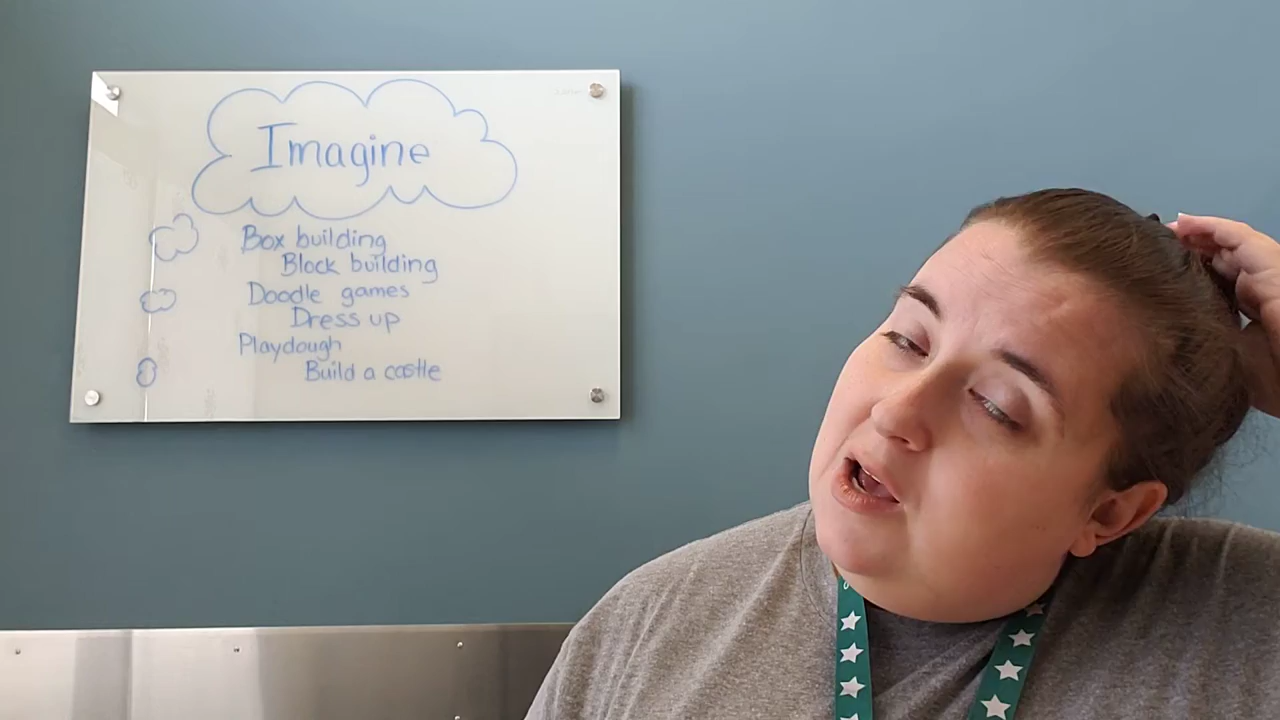 Imagine
Box building
Block building
Doodle games
Dress up
Playdough
Build a castle